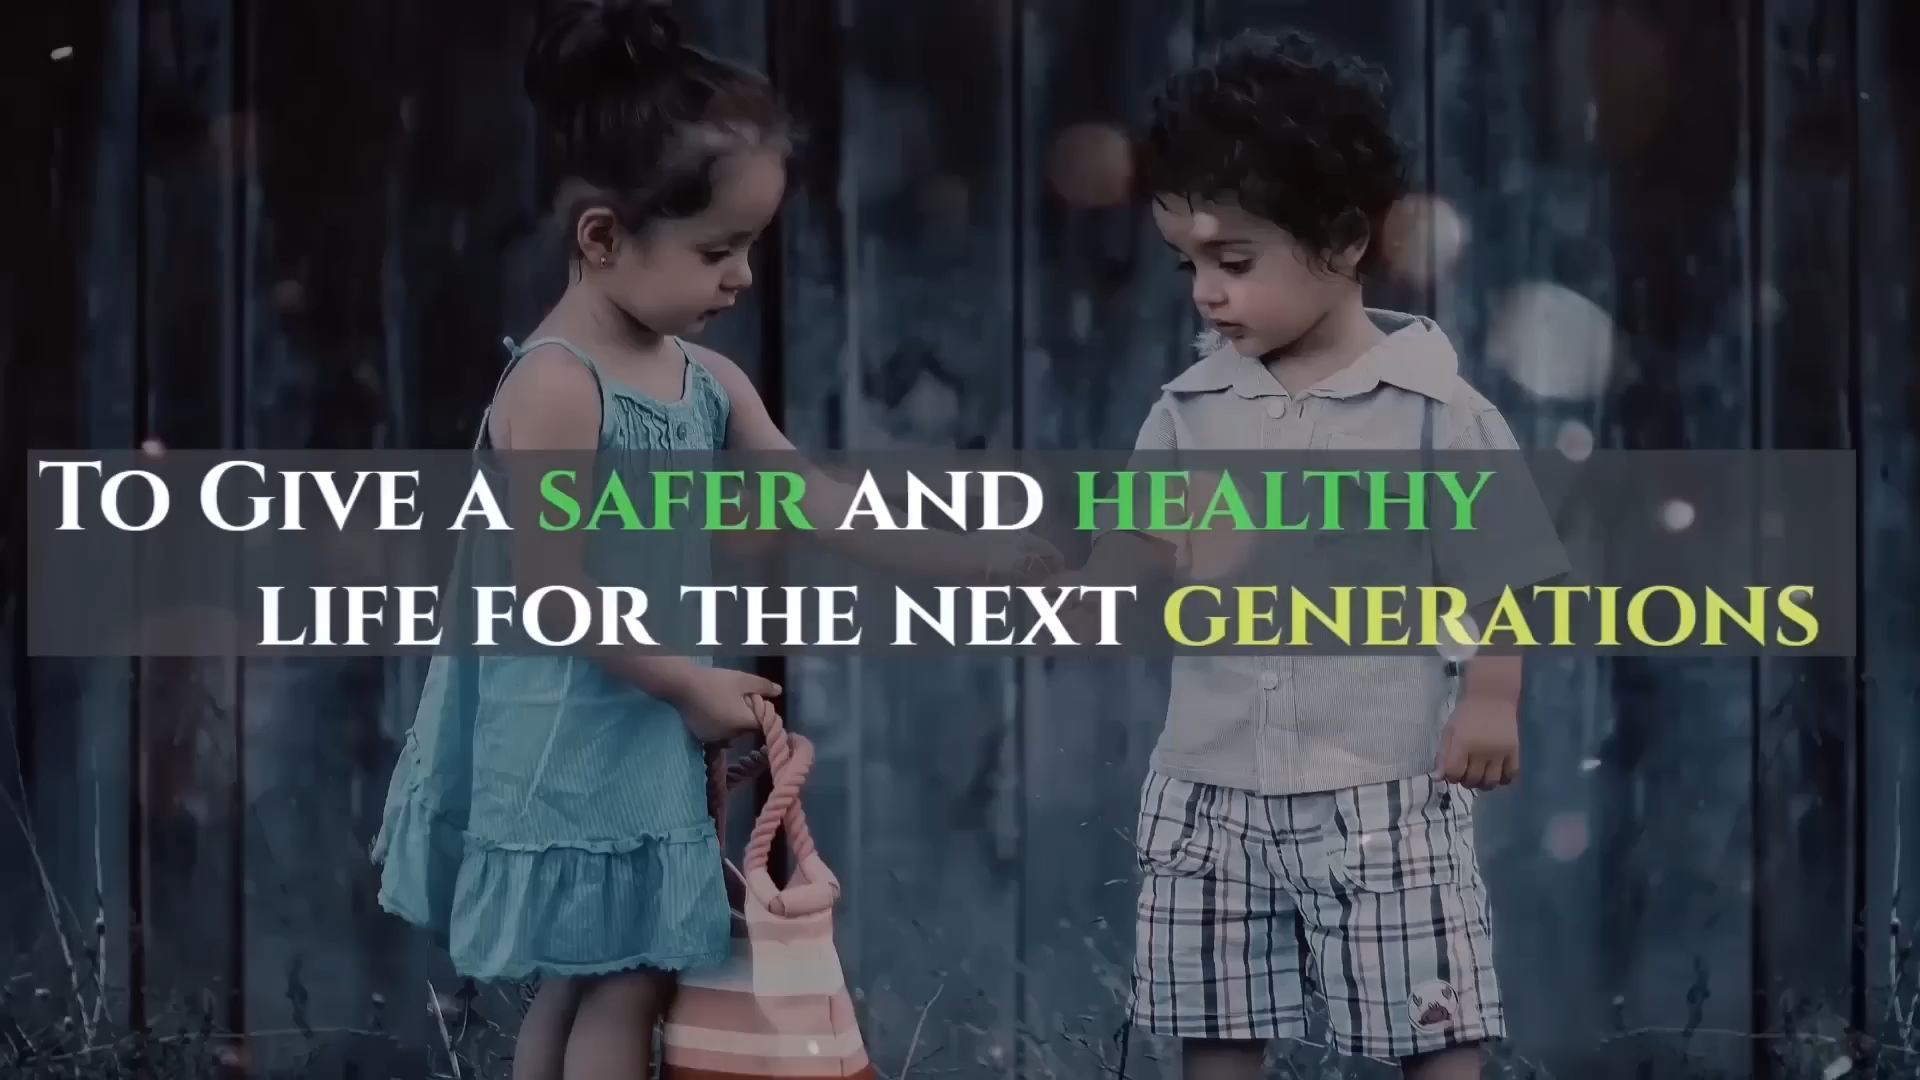 To Give a safer and healthy
life for the next generations